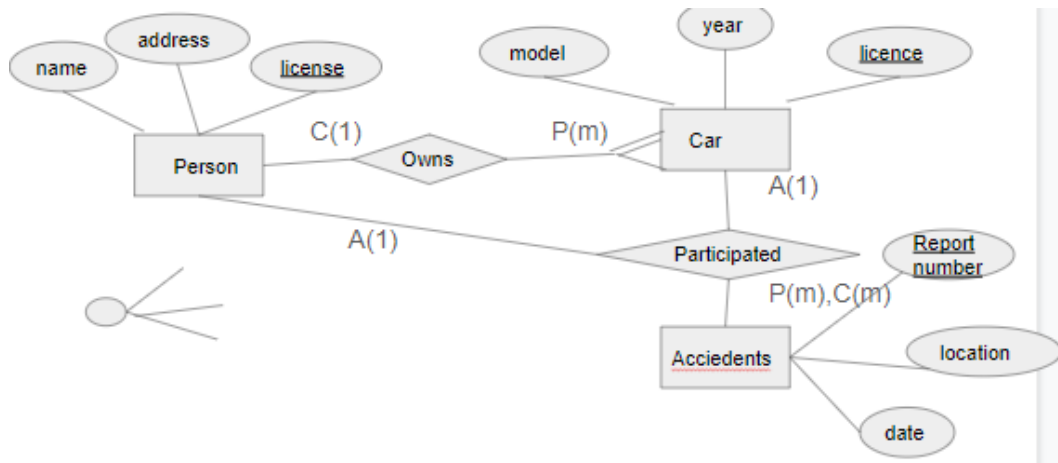 year
address
model
licence
name
license
C(1)
P(m)
Car
Person
Owns
A(1)
A(1)
Participated
Report
number
P(m),C(m)
Acciedents
location
date